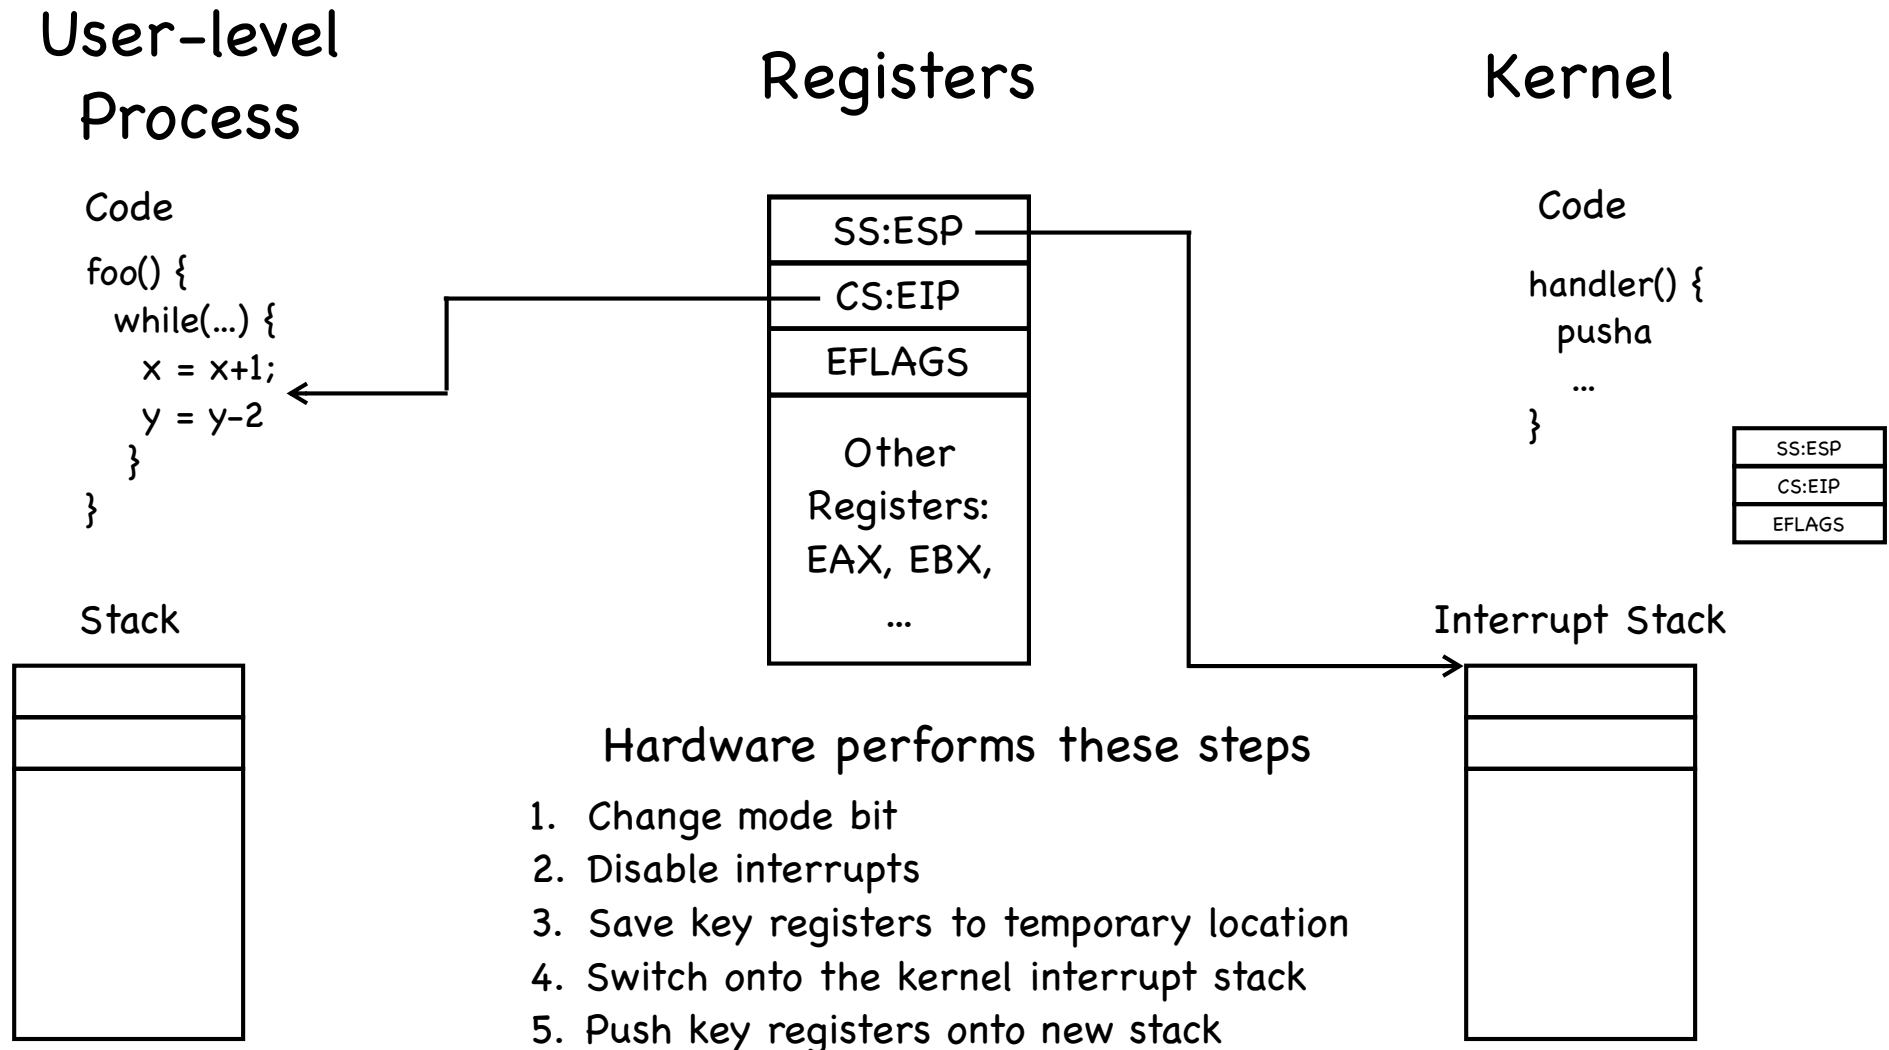 User-level
Process
Registers
Kernel
Code
foo() {
while(...) {
x = x+1;
y = y-2
}
}
Stack
SS:ESP
CS:EIP
EFLAGS
Other
Registers:
EAX, EBX,
...
Code
handler() {
pusha
...
}
SS:ESP
CS:EIP
EFLAGS
Interrupt Stack
Hardware performs these steps
1. Change mode bit
2. Disable interrupts
3. Save key registers to temporary location
4. Switch onto the kernel interrupt stack
5. Push key registers onto new stack